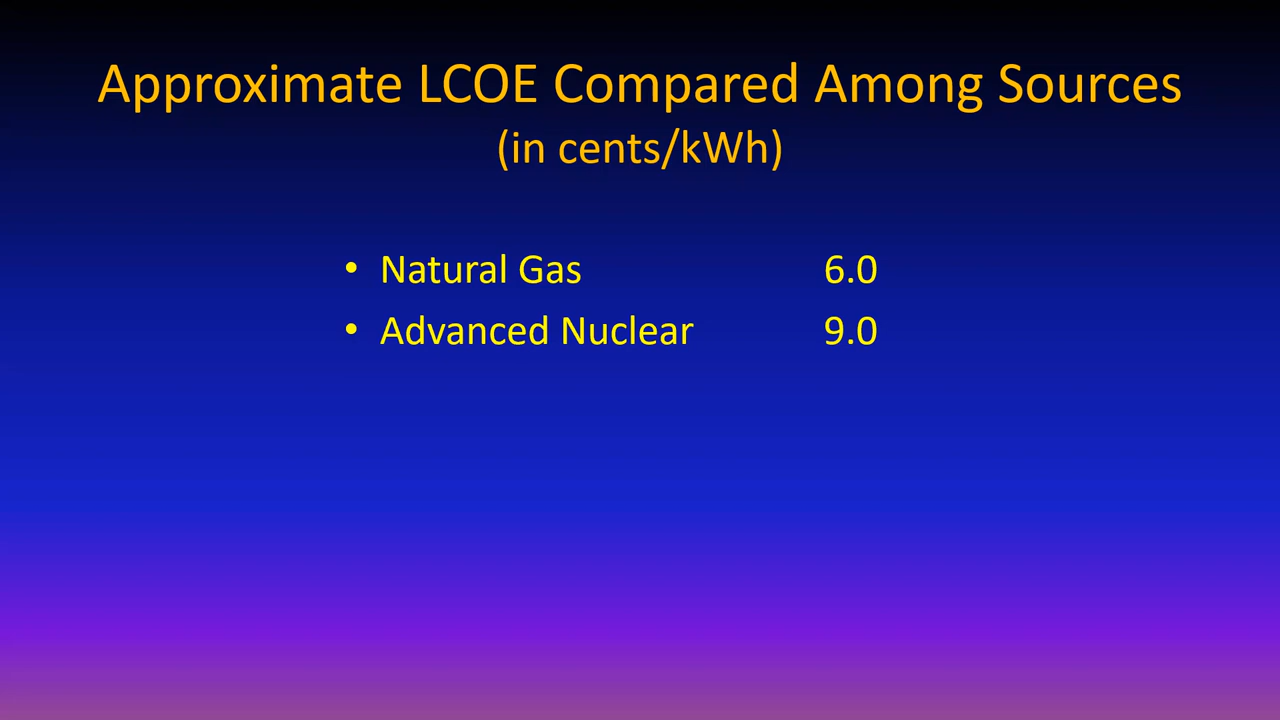 Approximate LCOE Compared Among Sources
(in cents/kWh)
• Natural Gas 6.0
• Advanced Nuclear 9.0